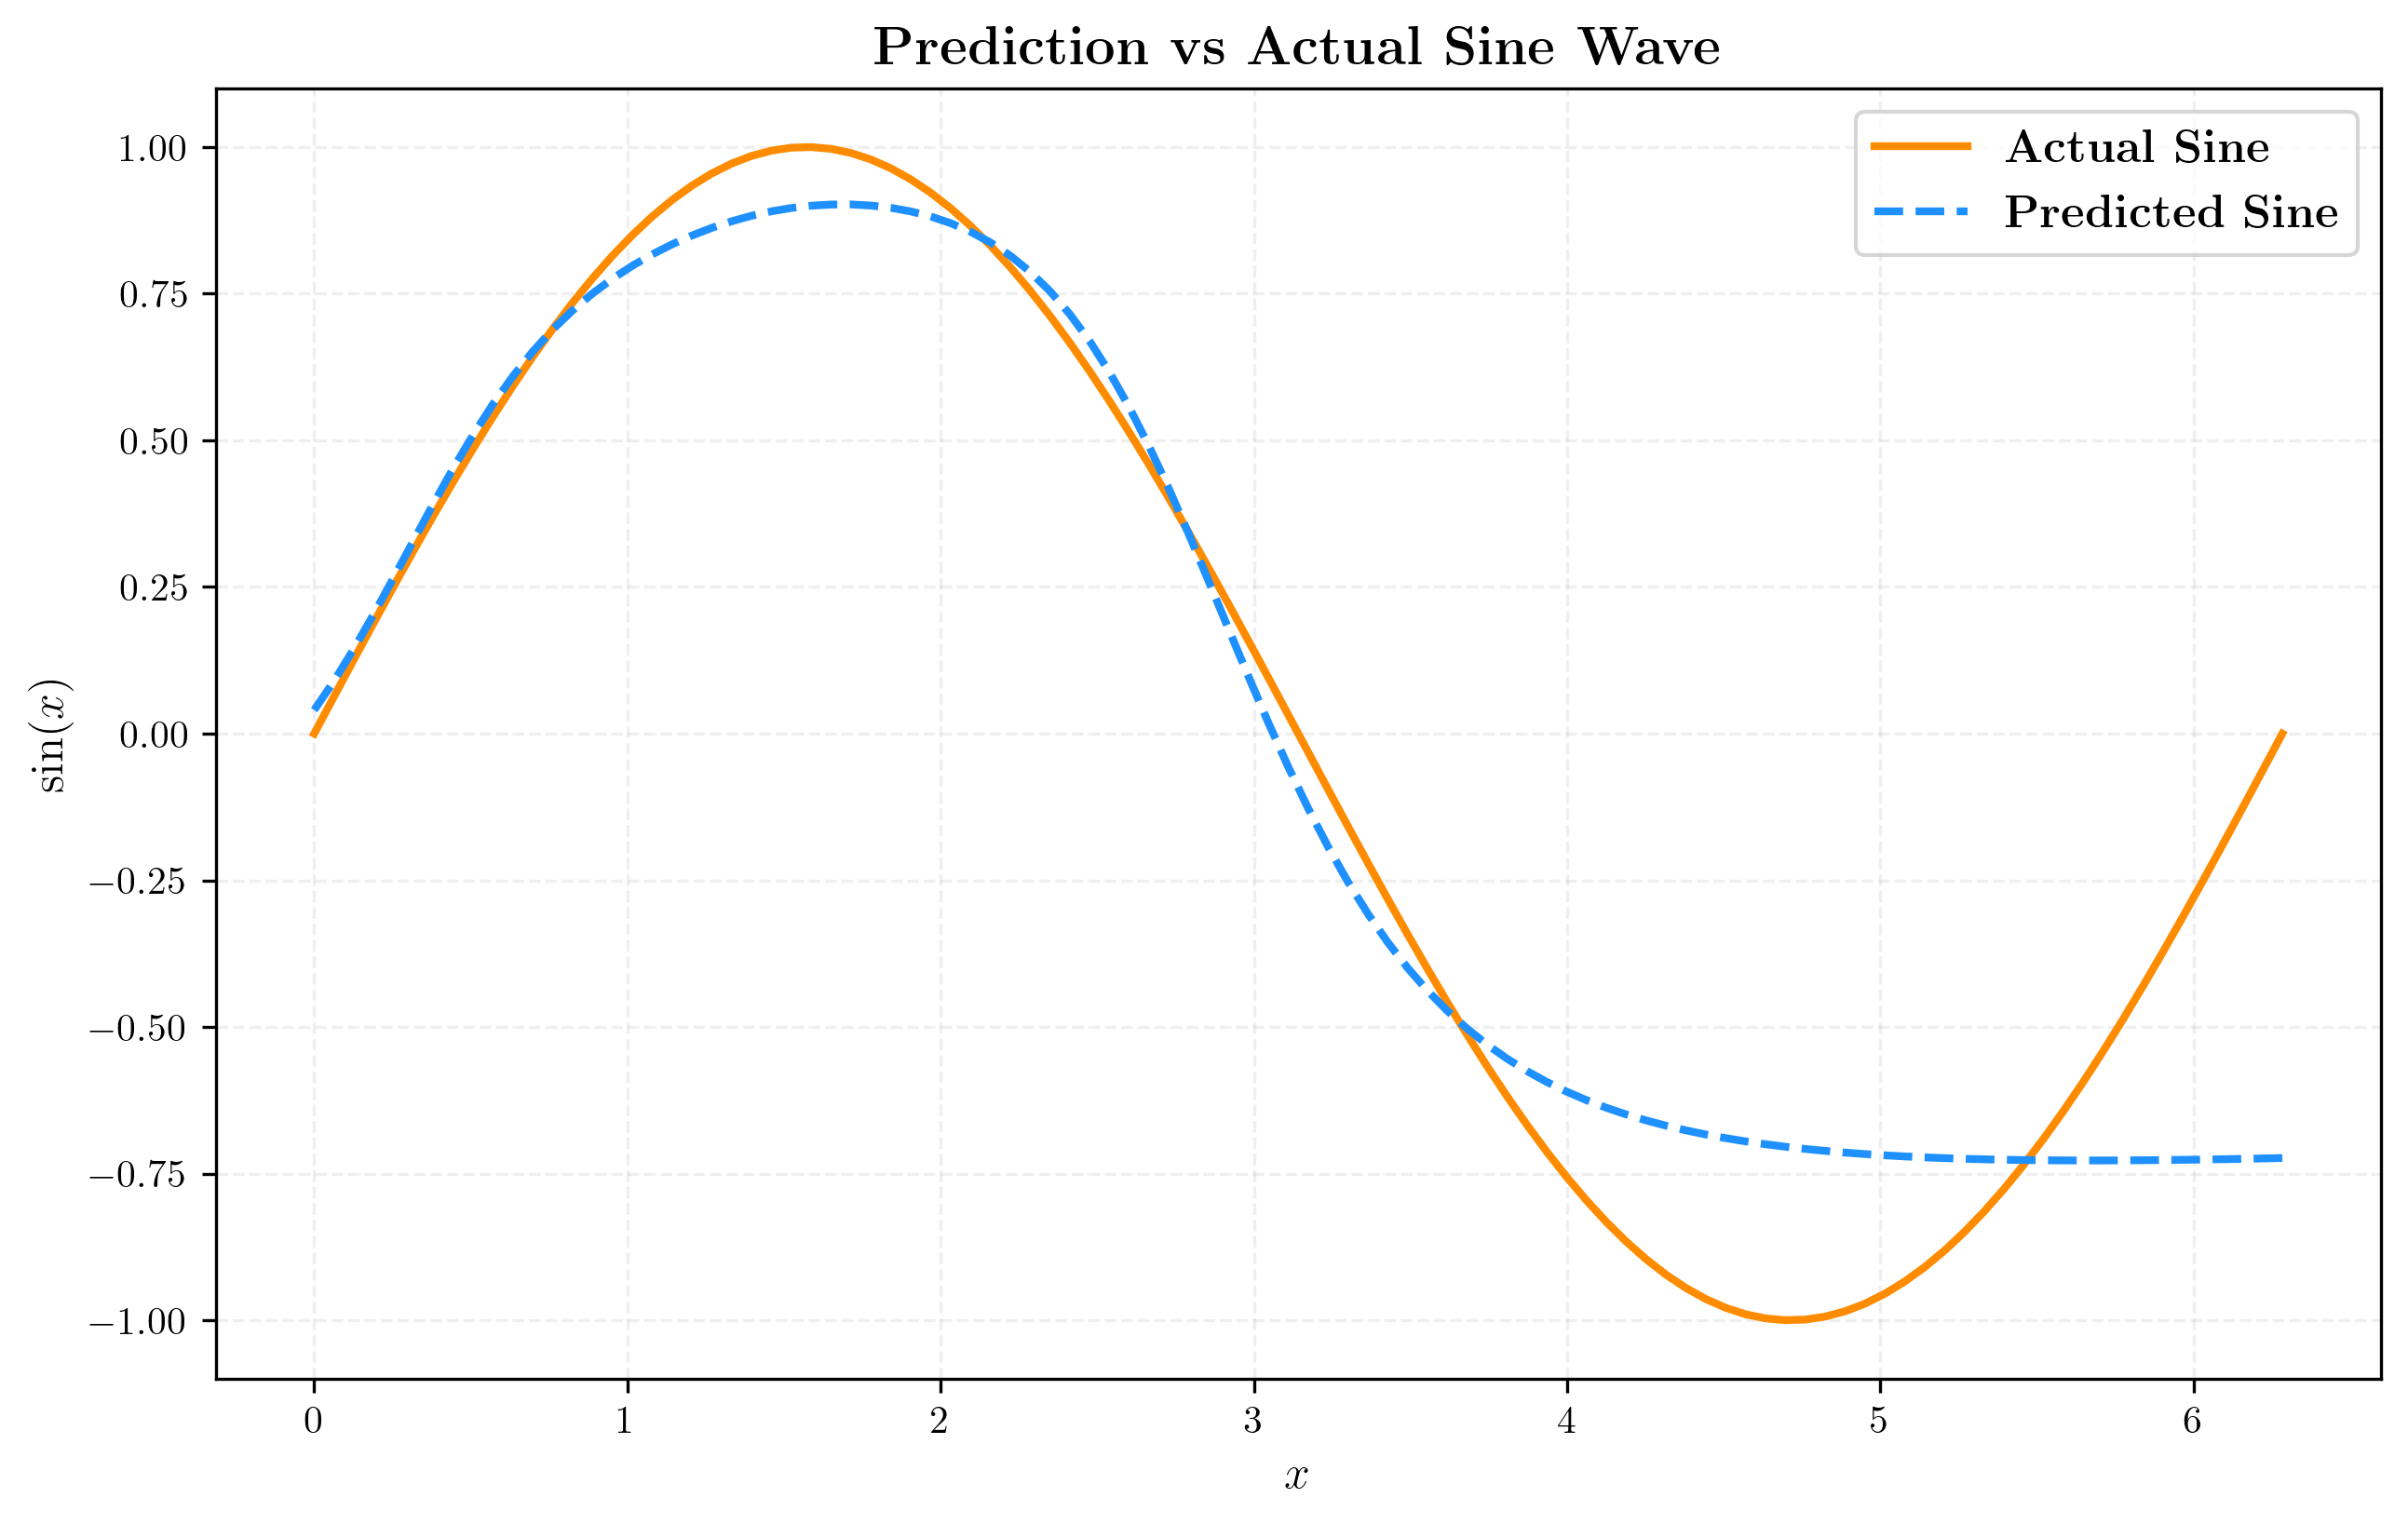 Prediction vs Actual Sine Wave
Actual Sine
Predicted Sine
1.00
0.75
0.50
0.25
0.00
−0.25
−0.50
−0.75
−1.00
sin(x)
0 1 2 3 4 5 6
x